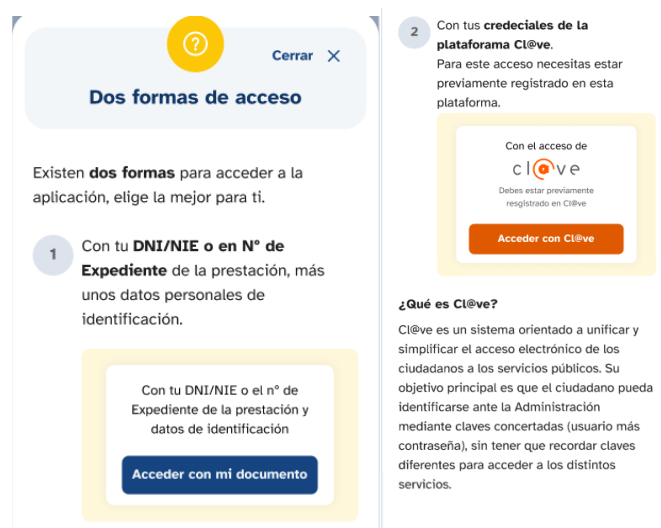 Cerrar
Dos formas de acceso
Existen dos formas para acceder a la
aplicación, elige la mejor para ti.
1
Con tu DNI/NIE o en Nº de
Expediente de la prestación, más
unos datos personales de
identificación.
Con tu DNI/NIE o el nº de
Expediente de la prestación y
datos de identificación
Acceder con mi documento
2
Con tus credeciales de la
plataforama Cl@ve.
Para este acceso necesitas estar
previamente registrado en esta
plataforma.
Con el acceso de
cl@ve
Debes estar previamente
resgistrado en Cl@ve
Acceder con Cl@ve
¿Qué es Cl@ve?
Cl@ve es un sistema orientado a unificar y
simplificar el acceso electrónico de los
ciudadanos a los servicios públicos. Su
objetivo principal es que el ciudadano pueda
identificarse ante la Administración
mediante claves concertadas (usuario más
contraseña), sin tener que recordar claves
diferentes para acceder a los distintos
servicios.